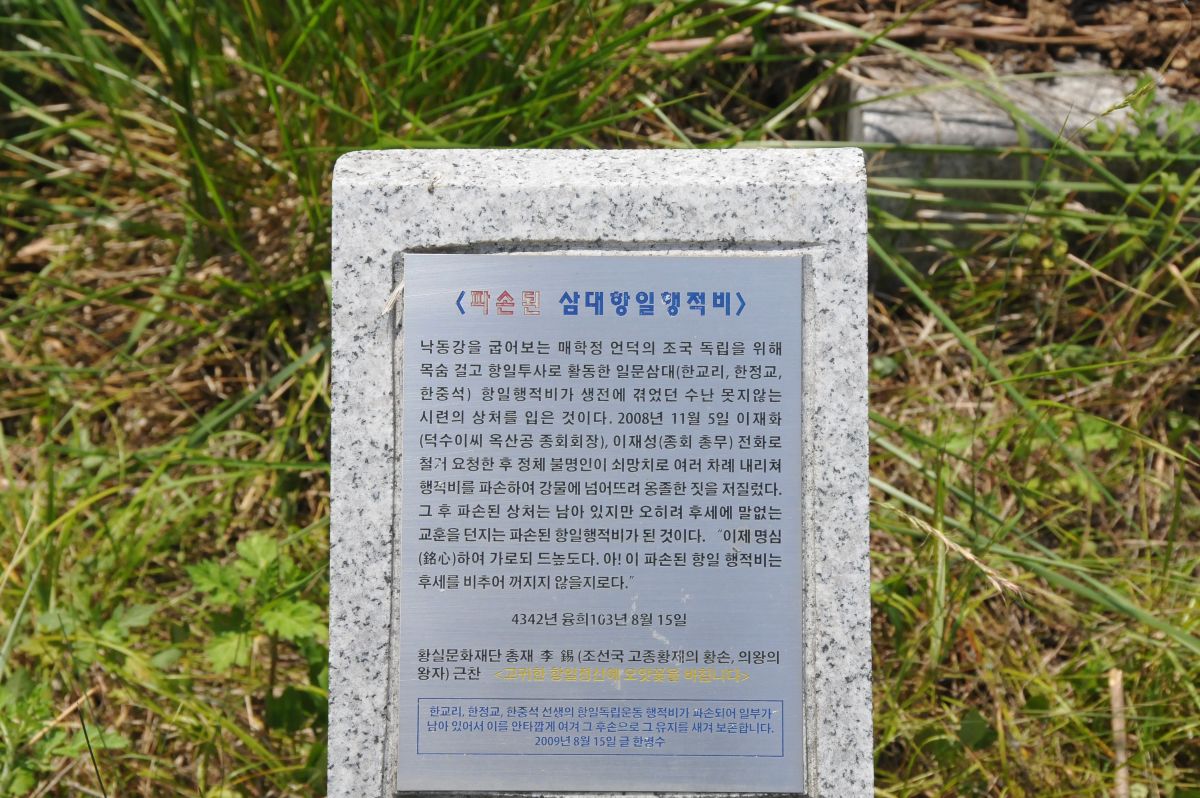 <파손된 삼대항일행적비>
낙동강을 굽어보는 매학정 언덕의 조국 독립을 위해
목숨 걸고 항일투사로 활동한 일문삼대(한교리, 한정교,
한중석) 항일행적비가 생전에 겪었던 수난 못지않는
시련의 상처를 입은 것이다. 2008년 11월 5일 이재화
(덕수이씨 옥산공 종회회장), 이재성(종회 총무) 전화로
철거 요청한 후 정체 불명인이 쇠망치로 여러 차례 내리쳐
행적비를 파손하여 강물에 넘어뜨려 옹졸한 짓을 저질렀다.
그 후 파손된 상처는 남아 있지만 오히려 후세에 말없는
교훈을 던지는 파손된 항일행적비가 된 것이다. "이제 명심
(銘心)하여 가로되 드높도다. 아! 이 파손된 항일 행적비는
후세를 비추어 꺼지지 않을지로다."
4342년 융희103년 8월 15일
황실문화재단 총재 李 錫 (조선국 고종황제의 황손, 의왕의
왕자) 근찬 <고귀한 항일정신에 오얏꽃을 바칩니다>
한교리, 한정교, 한중석 선생의 항일독립운동 행적비가 파손되어 일부가
남아 있어서 이를 안타깝게 여겨 그 후손으로 그 유지를 새겨 보존합니다.
2009년 8월 15일 글 한병수